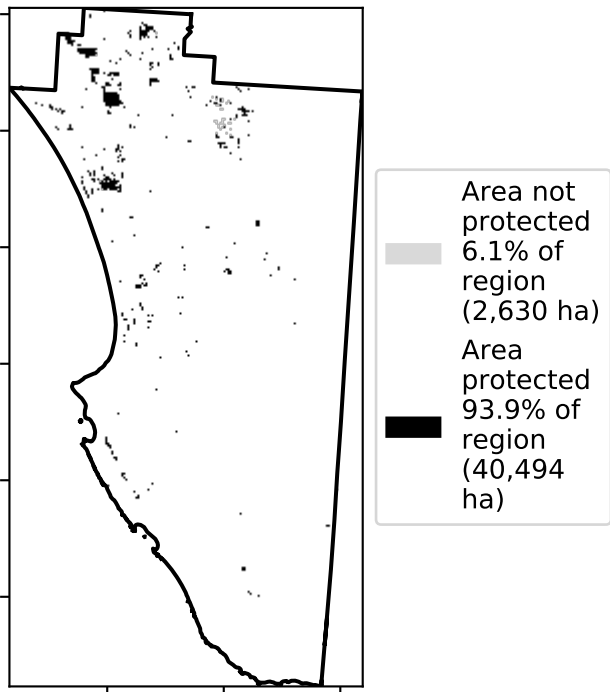 Area not
protected
6.1% of
region
(2,630 ha)
Area
protected
93.9% of
region
(40,494
ha)